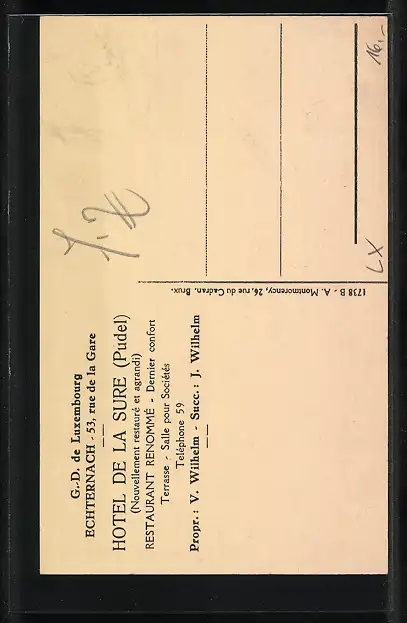 G.-D. de Luxembourg
ECHTERNACH - 53, rue de la Gare
HOTEL DE LA SURE (Pudel)
(Nouvellement restauré et agrandi)
RESTAURANT RENOMMÉ - Dernier confort
Terrasse - Salle pour Sociétés
Teléphone 59
Propr.: V. Wilhelm - Succ.: J. Wilhelm
1738 B - A. Montmorency, 26, rue du Cadran, Brux.
LX
16,-